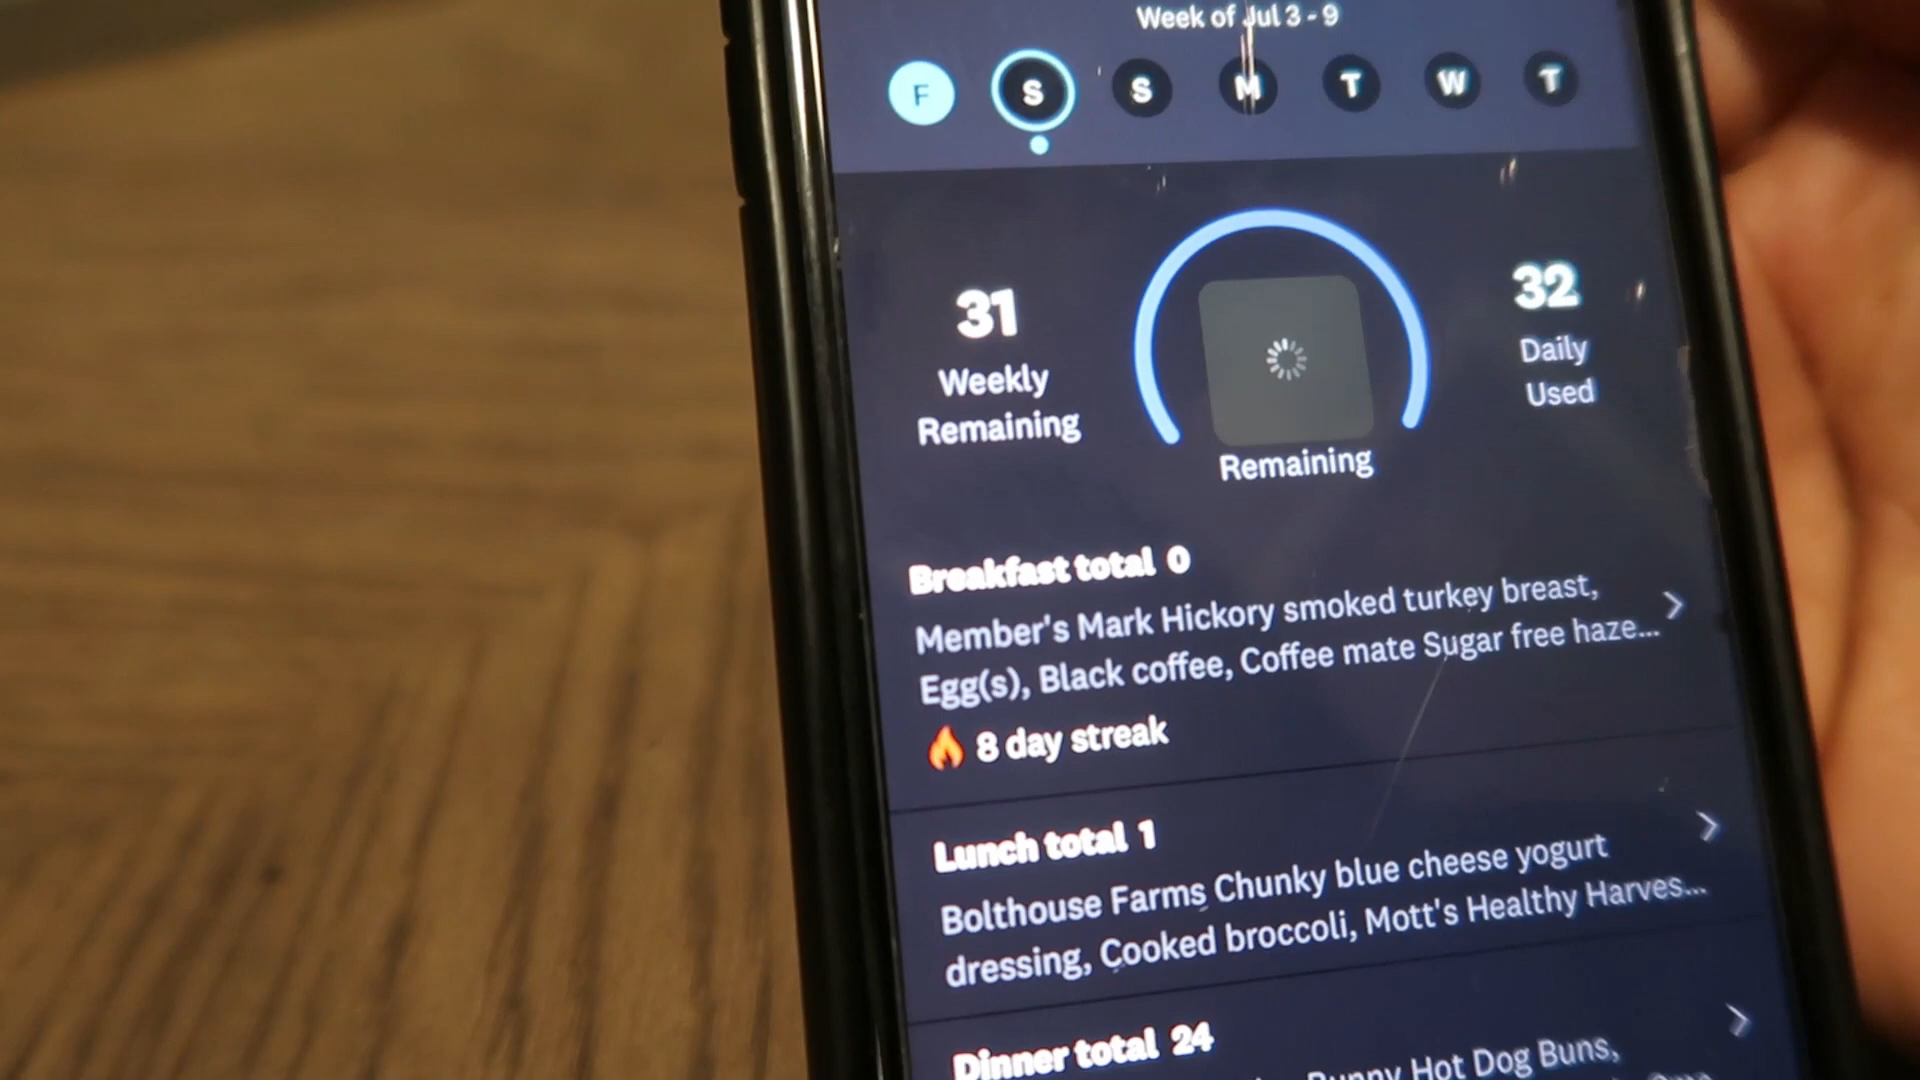 Week of Jul 3 - 9
F S S M T W T
31
Weekly
Remaining
Remaining
32
Daily
Used
Breakfast total 0
Member's Mark Hickory smoked turkey breast,
Egg(s), Black coffee, Coffee mate Sugar free haze...
8 day streak
Lunch total 1
Bolthouse Farms Chunky blue cheese yogurt
dressing, Cooked broccoli, Mott's Healthy Harves...
Dinner total 24
Hot Dog Buns,